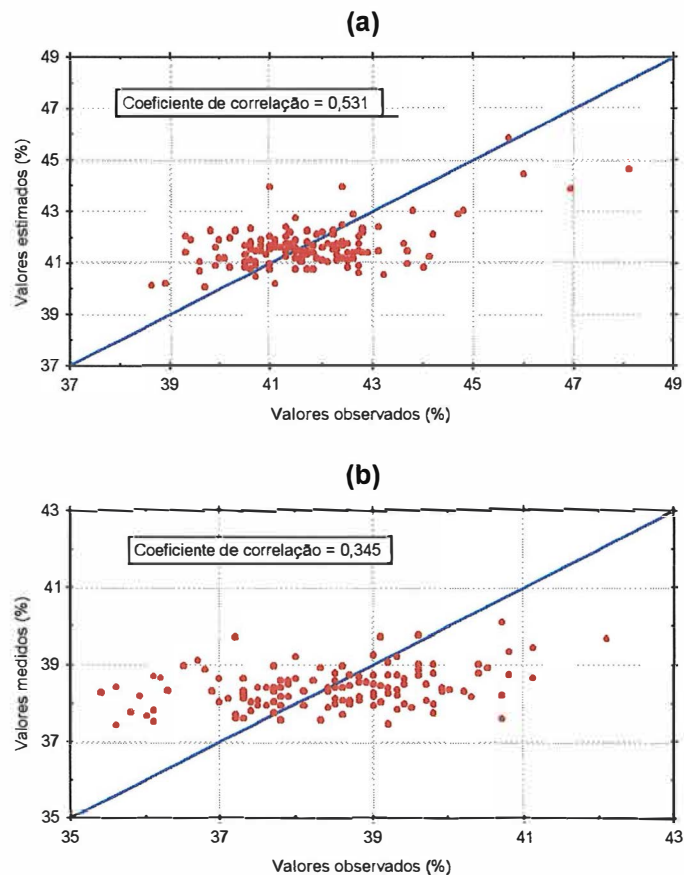 (a)
49
47
45
43
41
39
37
Coeficiente de correlação = 0,531
Valores estimados (%)
37 39 41 43 45 47 49
Valores observados (%)
(b)
43
41
39
37
35
Coeficiente de correlação = 0,345
Valores medidos (%)
35 37 39 41 43
Valores observados (%)